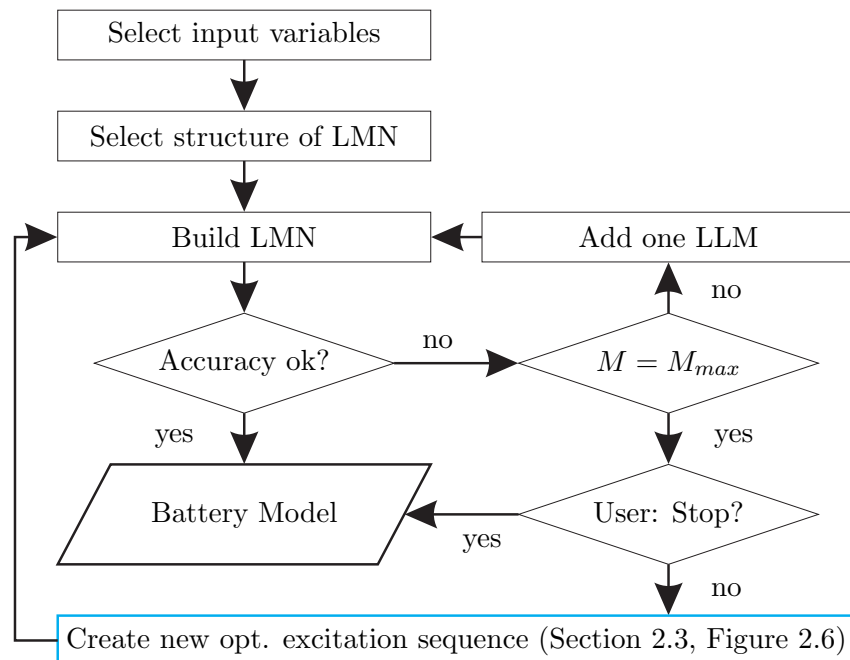 Select input variables
Select structure of LMN
Build LMN
Add one LLM
no
Accuracy ok?
no
M = M_max
yes
yes
Battery Model
User: Stop?
yes
no
Create new opt. excitation sequence (Section 2.3, Figure 2.6)